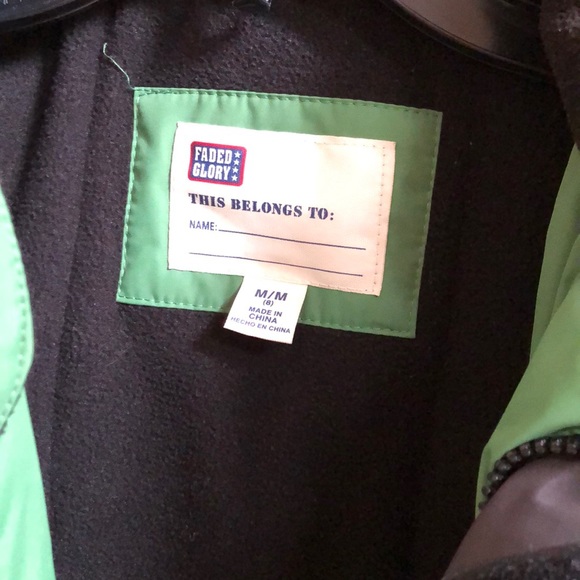 FADED
GLORY
THIS BELONGS TO:
NAME:
M/M
(8)
MADE IN
CHINA
HECHO EN CHINA